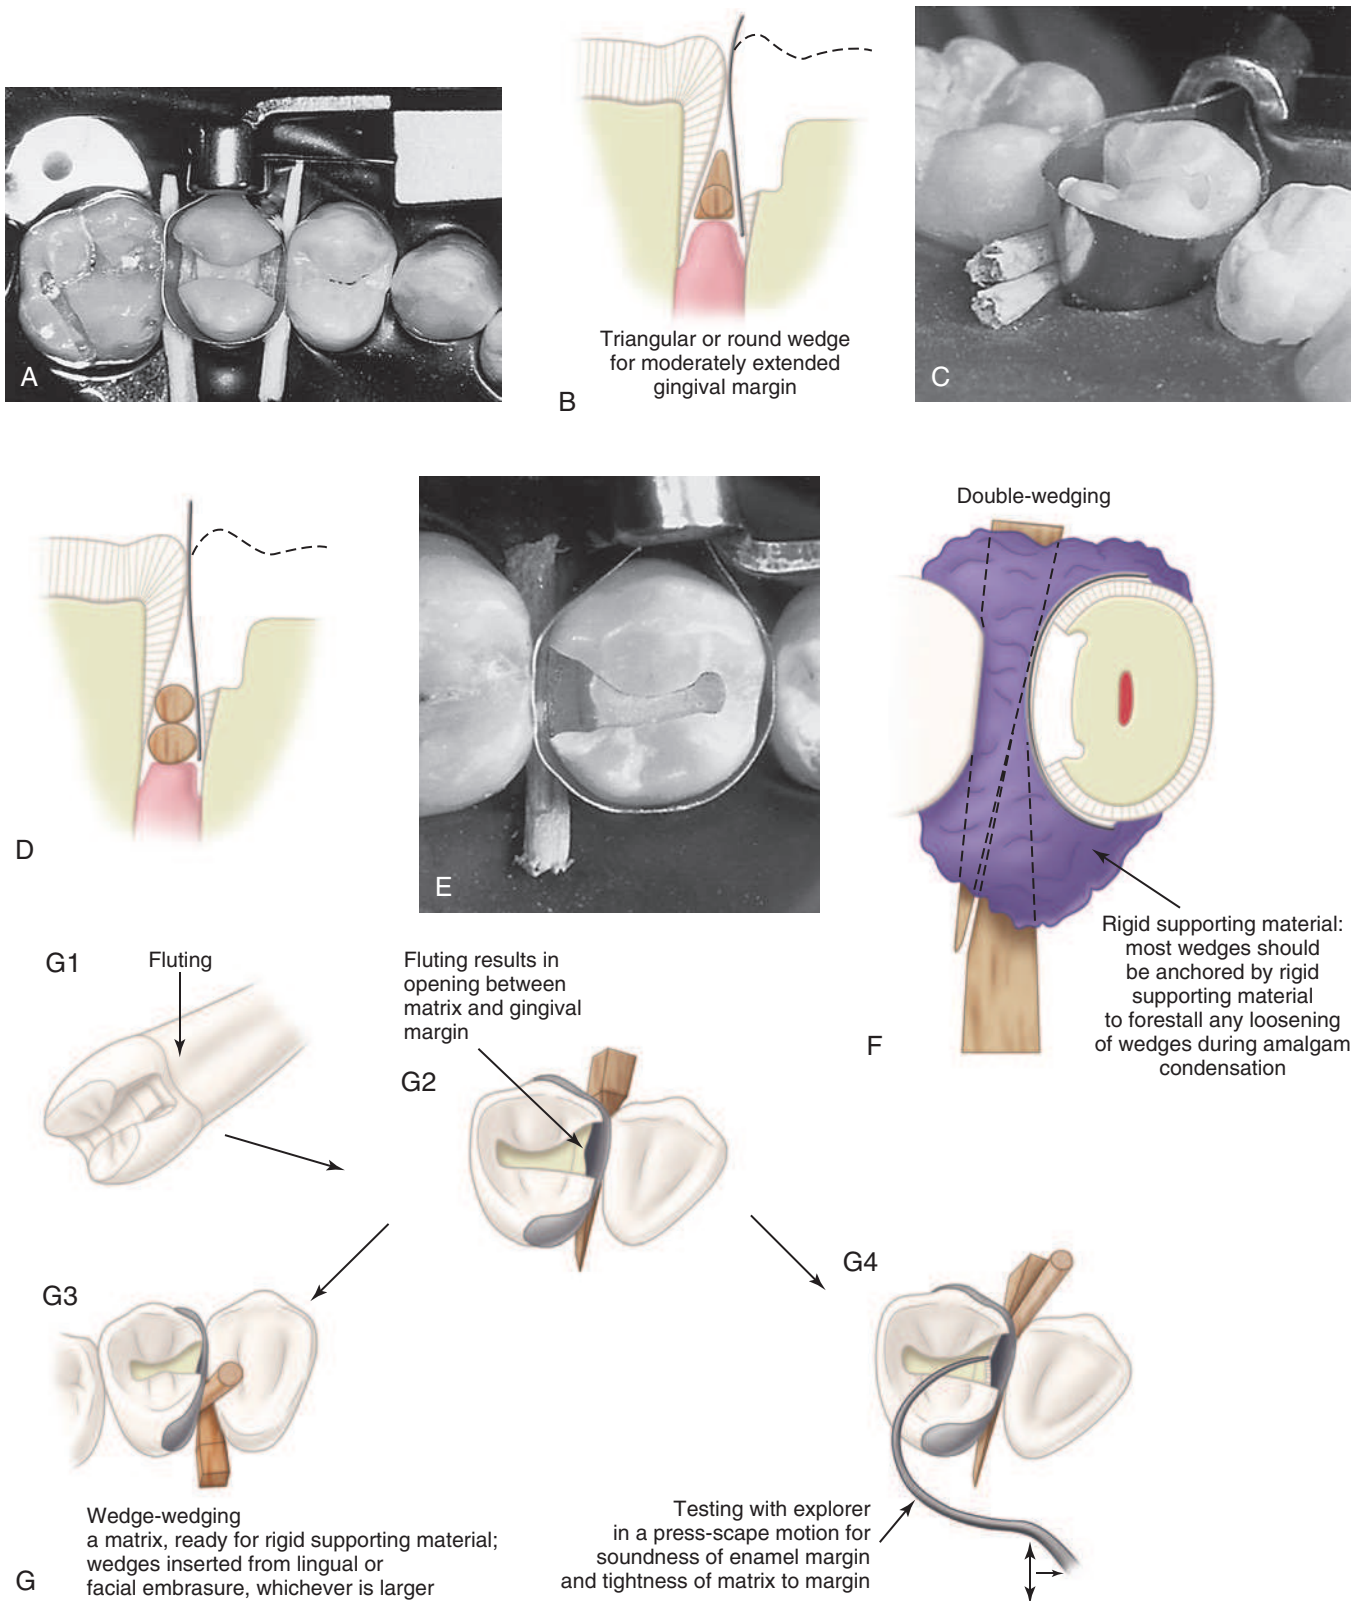 A
Triangular or round wedge
for moderately extended
gingival margin
B
C
D
E
Double-wedging
Rigid supporting material:
most wedges should
be anchored by rigid
supporting material
to forestall any loosening
of wedges during amalgam
condensation
F
G1
Fluting
Fluting results in
opening between
matrix and gingival
margin
G2
G3
Wedge-wedging
a matrix, ready for rigid supporting material;
wedges inserted from lingual or
facial embrasure, whichever is larger
G
G4
Testing with explorer
in a press-scape motion for
soundness of enamel margin
and tightness of matrix to margin